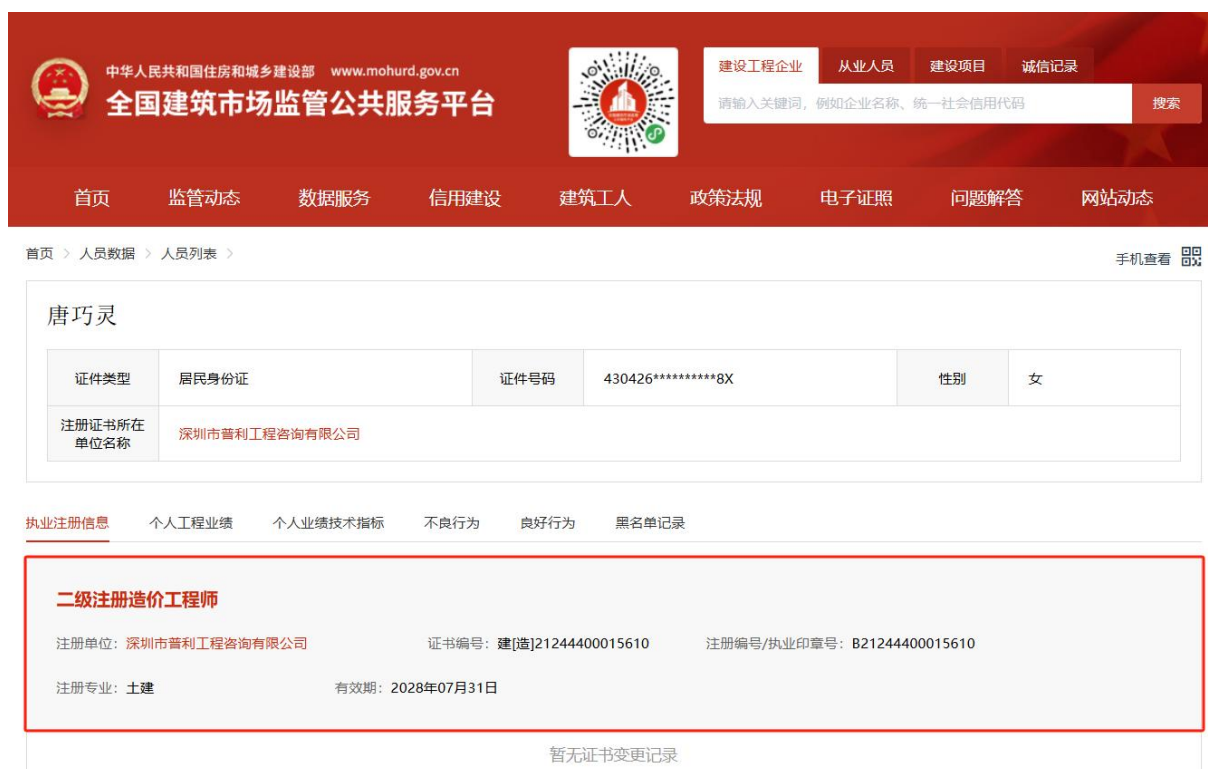 中华人民共和国住房和城乡建设部 www.mohurd.gov.cn
全国建筑市场监管公共服务平台
建设工程企业 从业人员 建设项目 诚信记录
请输入关键词，例如企业名称、统一社会信用代码 搜索
首页 监管动态 数据服务 信用建设 建筑工人 政策法规 电子证照 问题解答 网站动态
首页 > 人员数据 > 人员列表 >
手机查看
唐巧灵
证件类型 居民身份证 证件号码 430426**********8X 性别 女
注册证书所在
单位名称
深圳市普利工程咨询有限公司
执业注册信息 个人工程业绩 个人业绩技术指标 不良行为 良好行为 黑名单记录
二级注册造价工程师
注册单位：深圳市普利工程咨询有限公司 证书编号：建[造]21244400015610 注册编号/执业印章号：B21244400015610
注册专业：土建 有效期：2028年07月31日
暂无证书变更记录